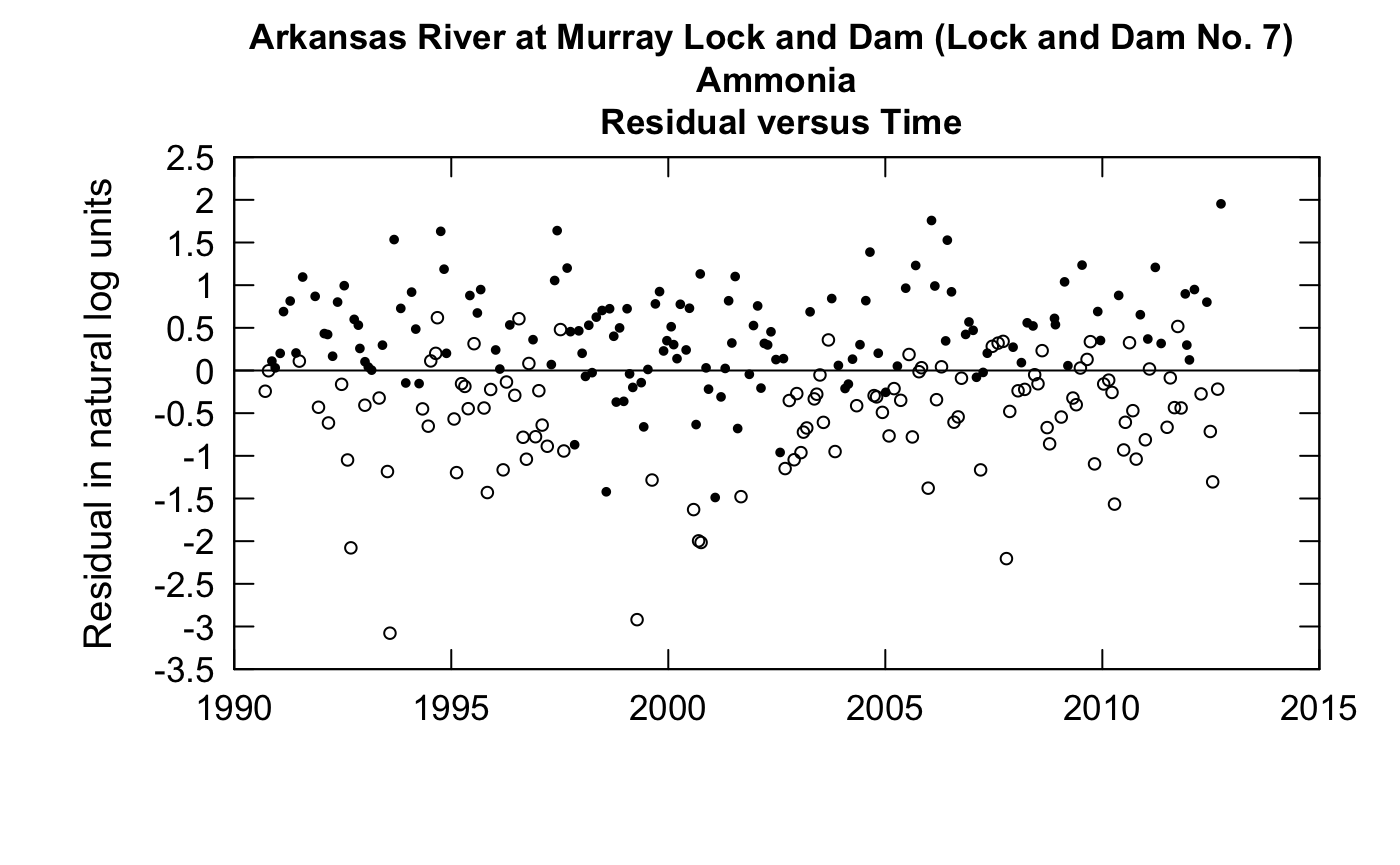 Arkansas River at Murray Lock and Dam (Lock and Dam No. 7)
Ammonia
Residual versus Time
Residual in natural log units
2.5
2
1.5
1
0.5
0
-0.5
-1
-1.5
-2
-2.5
-3
-3.5
1990 1995 2000 2005 2010 2015